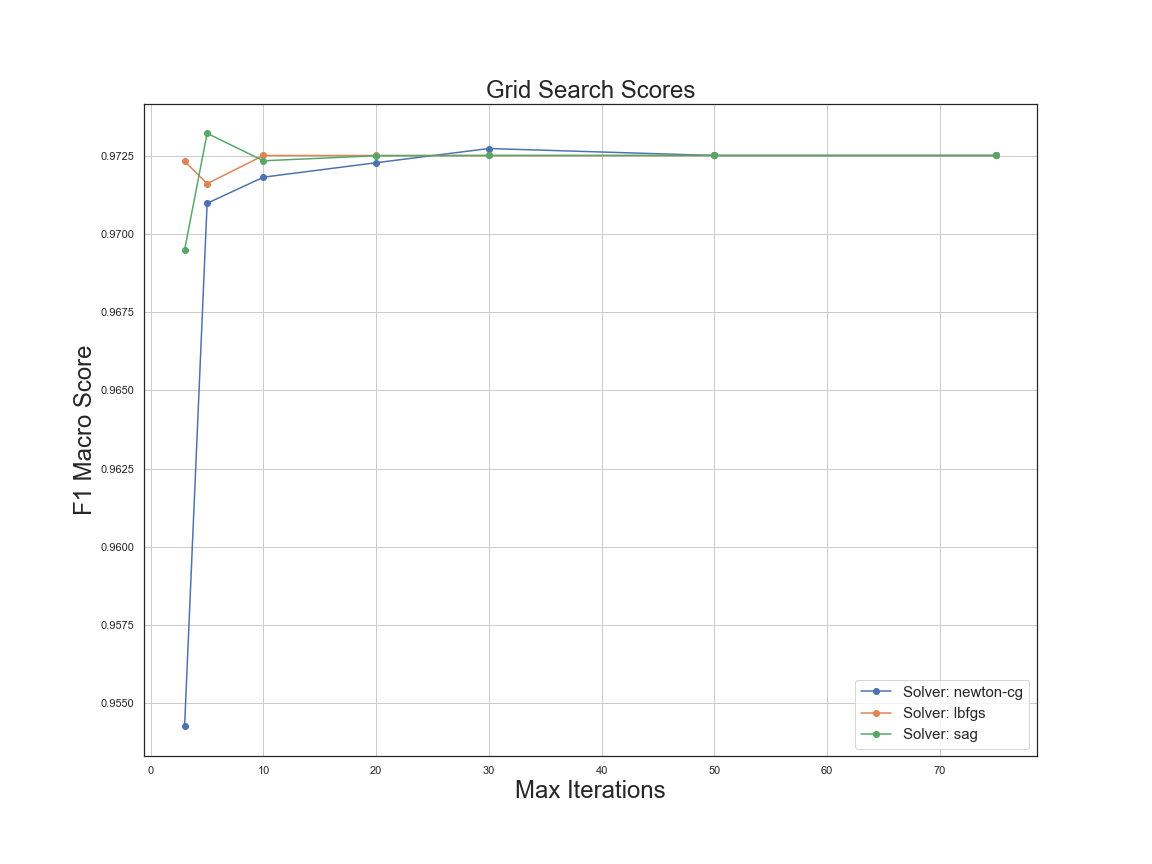 Grid Search Scores
F1 Macro Score
0.9725
0.9700
0.9675
0.9650
0.9625
0.9600
0.9575
0.9550
Solver: newton-cg
Solver: lbfgs
Solver: sag
0 10 20 30 40 50 60 70
Max Iterations